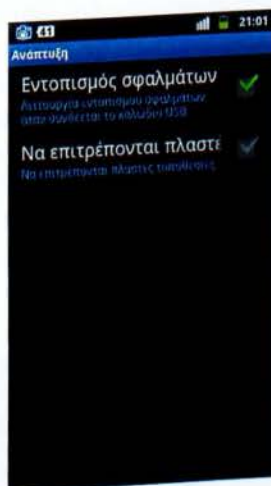 21:01
Ανάπτυξη
Εντοπισμός σφαλμάτων
Λειτουργία εντοπισμού σφαλμάτων
όταν συνδέεται το καλώδιο USB
Να επιτρέπονται πλαστέ
Να επιτρέπονται πλαστές τοποθεσίες